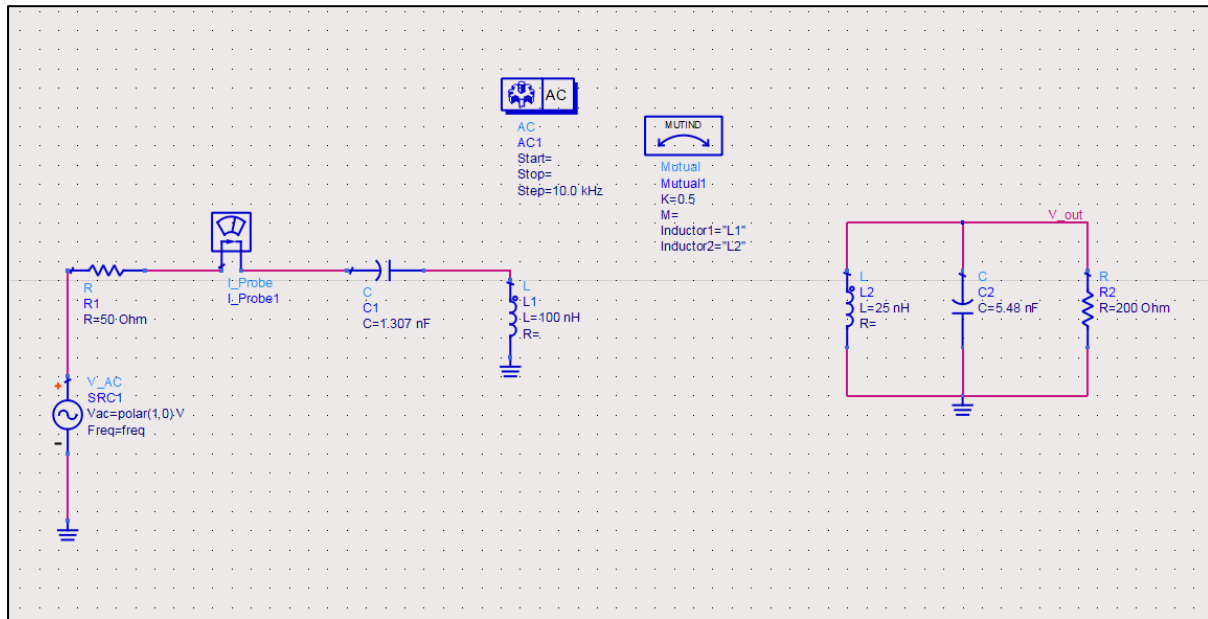 AC
AC
AC1
Start=
Stop=
Step=10.0 kHz
MUTIND
Mutual
Mutual1
K=0.5
M=
Inductor1="L1"
Inductor2="L2"
V_out
R
R1
R=50 Ohm
I_Probe
I_Probe1
C
C1
C=1.307 nF
L
L1
L=100 nH
R=
L
L2
L=25 nH
R=
C
C2
C=5.48 nF
R
R2
R=200 Ohm
+
V_AC
SRC1
Vac=polar(1,0) V
Freq=freq
-